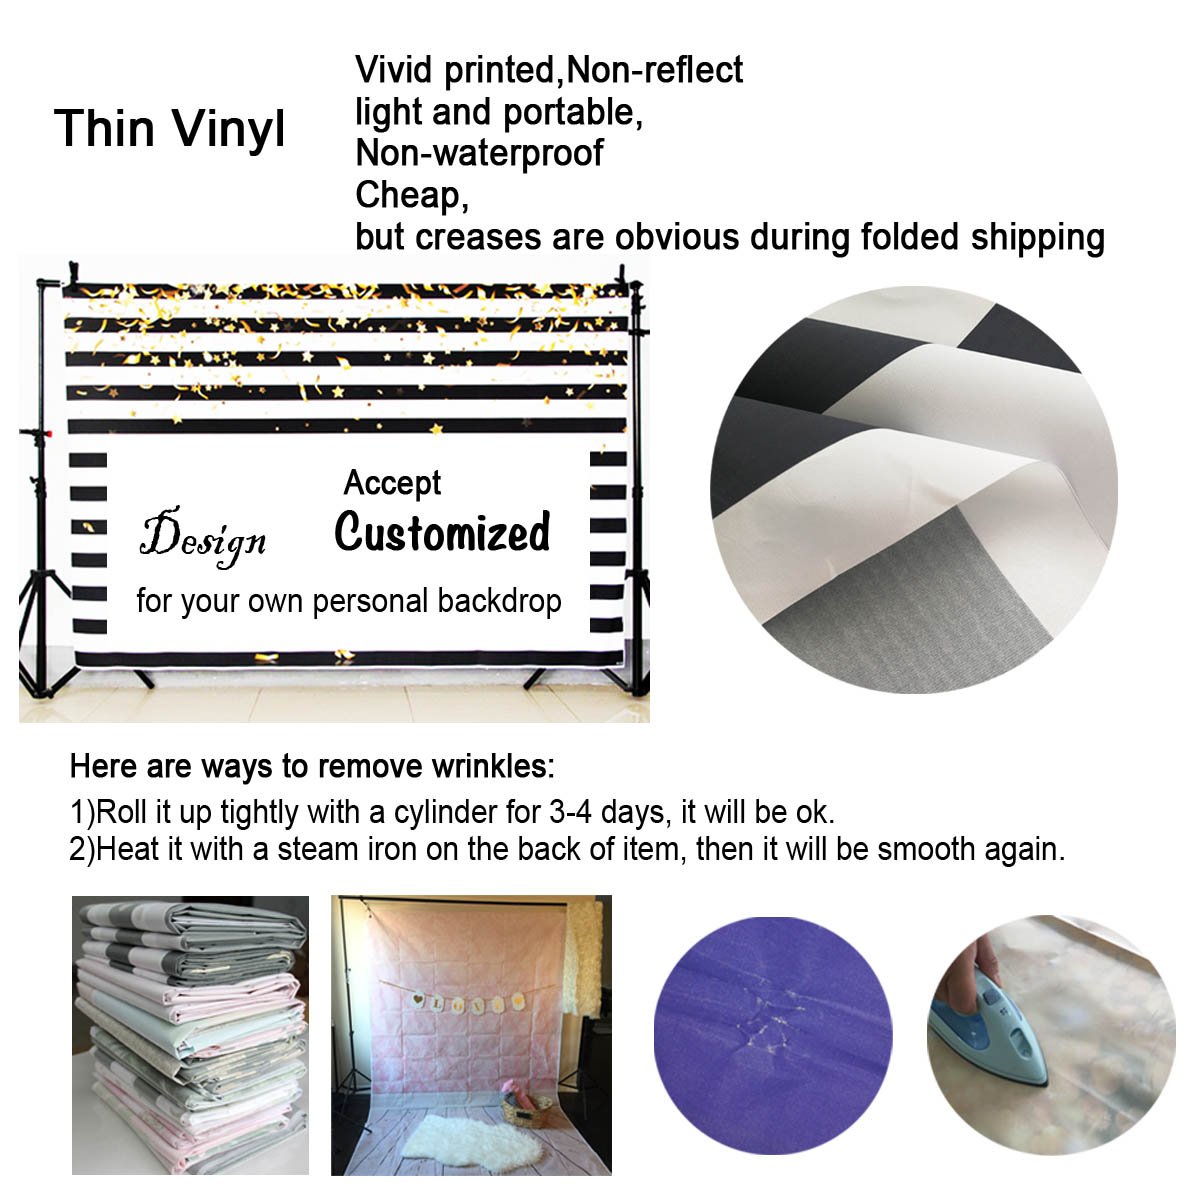 Thin Vinyl
Vivid printed,Non-reflect
light and portable,
Non-waterproof
Cheap,
but creases are obvious during folded shipping
Accept
Design Customized
for your own personal backdrop
Here are ways to remove wrinkles:
1)Roll it up tightly with a cylinder for 3-4 days, it will be ok.
2)Heat it with a steam iron on the back of item, then it will be smooth again.